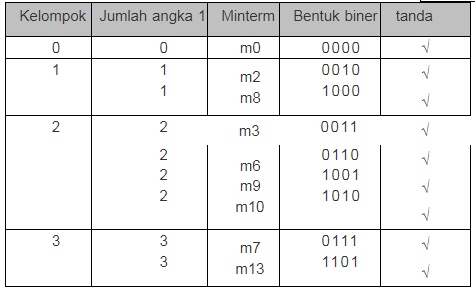 Kelompok Jumlah angka 1 Minterm Bentuk biner tanda
0 0 m0 0000 √
1 1 m2 0010 √
1 m8 1000 √
2 2 m3 0011 √
2 m6 0110 √
2 m9 1001 √
2 m10 1010 √
3 3 m7 0111 √
3 m13 1101 √